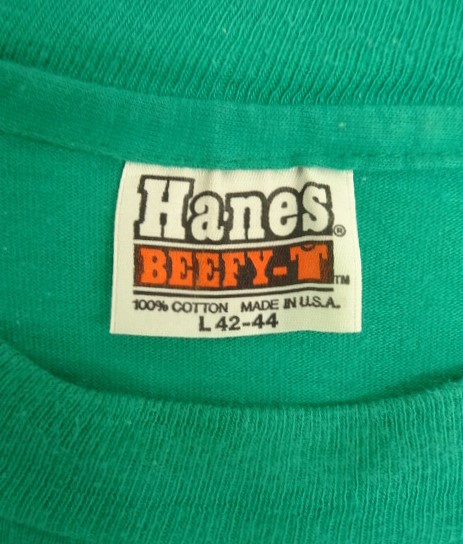 Hanes®
BEEFY-T™
100% COTTON MADE IN U.S.A.
L 42-44